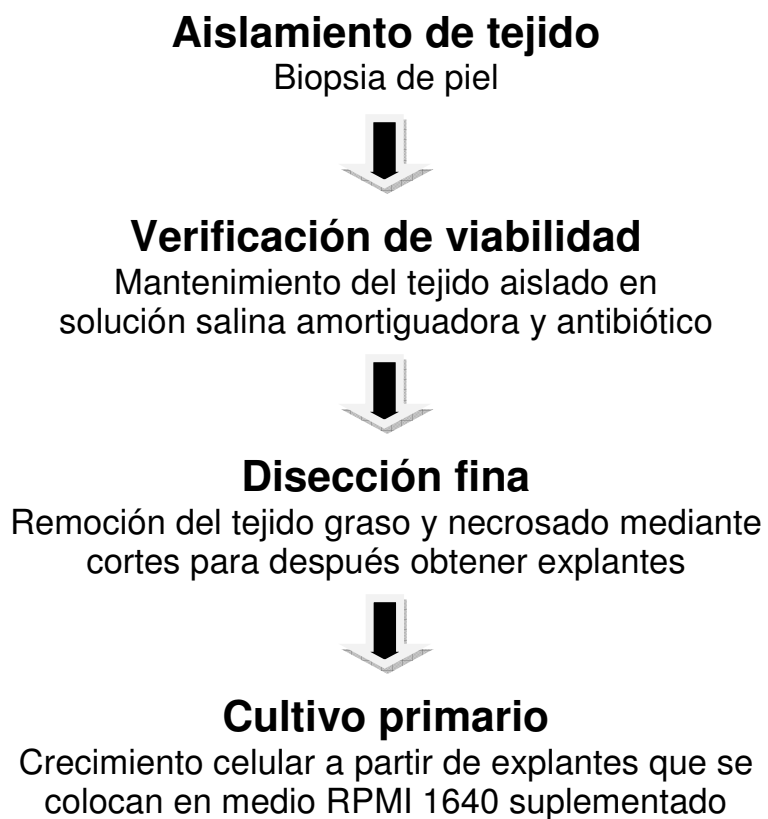 Aislamiento de tejido
Biopsia de piel
Verificación de viabilidad
Mantenimiento del tejido aislado en
solución salina amortiguadora y antibiótico
Disección fina
Remoción del tejido graso y necrosado mediante
cortes para después obtener explantes
Cultivo primario
Crecimiento celular a partir de explantes que se
colocan en medio RPMI 1640 suplementado